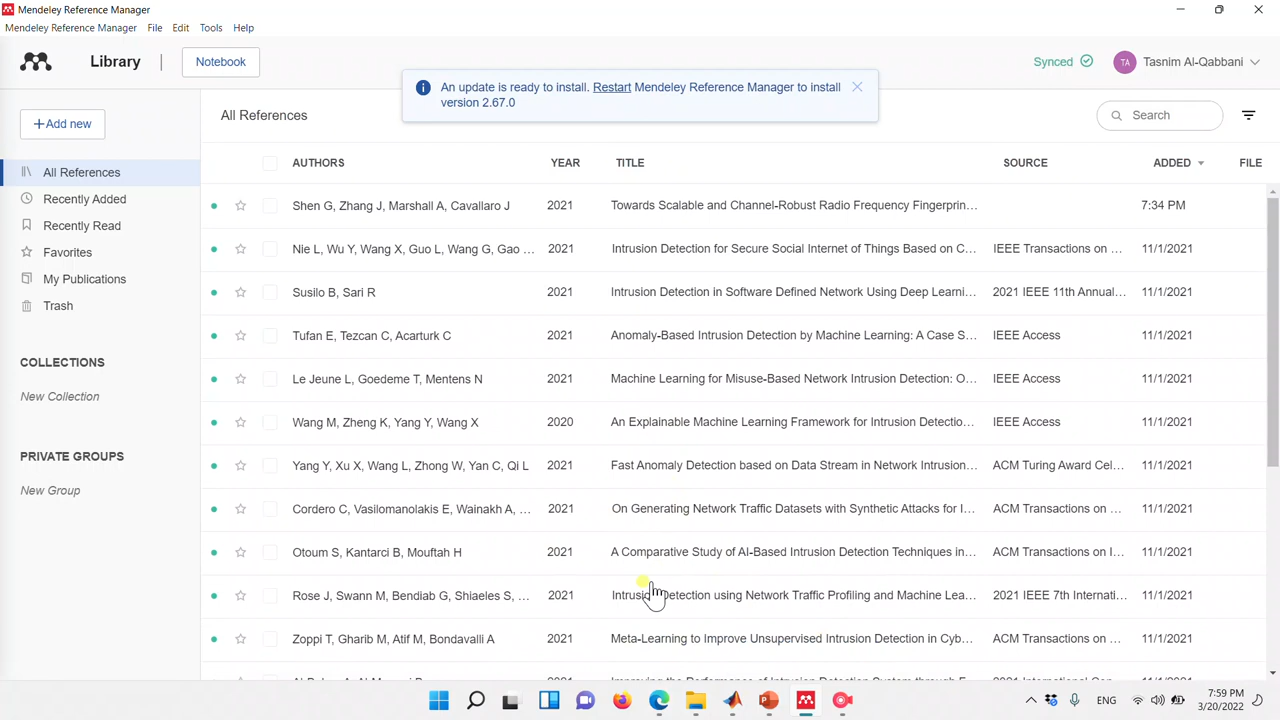 Mendeley Reference Manager
Mendeley Reference Manager File Edit Tools Help
Library | Notebook
Synced TA Tasnim Al-Qabbani
An update is ready to install. Restart Mendeley Reference Manager to install
version 2.67.0
+Add new
All References
Search
All References
Recently Added
Recently Read
Favorites
My Publications
Trash
COLLECTIONS
New Collection
PRIVATE GROUPS
New Group
AUTHORS YEAR TITLE SOURCE ADDED FILE
Shen G, Zhang J, Marshall A, Cavallaro J 2021 Towards Scalable and Channel-Robust Radio Frequency Fingerprin... 7:34 PM
Nie L, Wu Y, Wang X, Guo L, Wang G, Gao ... 2021 Intrusion Detection for Secure Social Internet of Things Based on C... IEEE Transactions on ... 11/1/2021
Susilo B, Sari R 2021 Intrusion Detection in Software Defined Network Using Deep Learni... 2021 IEEE 11th Annual... 11/1/2021
Tufan E, Tezcan C, Acarturk C 2021 Anomaly-Based Intrusion Detection by Machine Learning: A Case S... IEEE Access 11/1/2021
Le Jeune L, Goedeme T, Mentens N 2021 Machine Learning for Misuse-Based Network Intrusion Detection: O... IEEE Access 11/1/2021
Wang M, Zheng K, Yang Y, Wang X 2020 An Explainable Machine Learning Framework for Intrusion Detectio... IEEE Access 11/1/2021
Yang Y, Xu X, Wang L, Zhong W, Yan C, Qi L 2021 Fast Anomaly Detection based on Data Stream in Network Intrusion... ACM Turing Award Cel... 11/1/2021
Cordero C, Vasilomanolakis E, Wainakh A, ... 2021 On Generating Network Traffic Datasets with Synthetic Attacks for I... ACM Transactions on ... 11/1/2021
Otoum S, Kantarci B, Mouftah H 2021 A Comparative Study of AI-Based Intrusion Detection Techniques in... ACM Transactions on I... 11/1/2021
Rose J, Swann M, Bendiab G, Shiaeles S, ... 2021 Intrusion Detection using Network Traffic Profiling and Machine Lea... 2021 IEEE 7th Internati... 11/1/2021
Zoppi T, Gharib M, Atif M, Bondavalli A 2021 Meta-Learning to Improve Unsupervised Intrusion Detection in Cyb... ACM Transactions on ... 11/1/2021
ENG
7:59 PM
3/20/2022